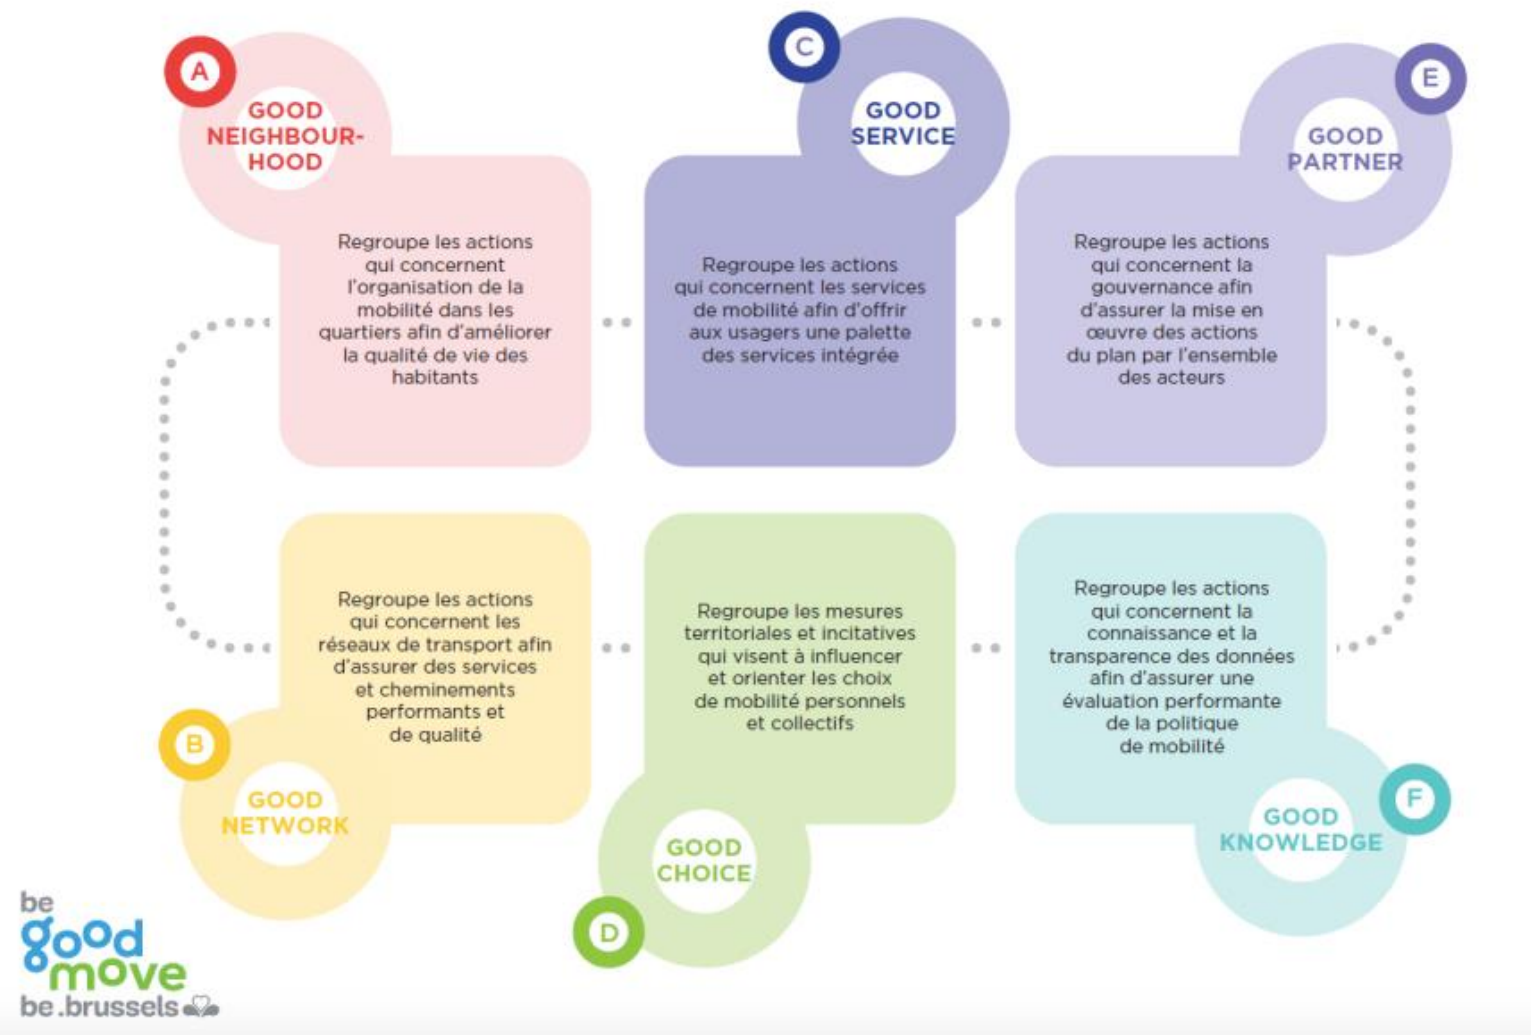 A
GOOD
NEIGHBOUR-
HOOD
Regroupe les actions
qui concernent
l'organisation de la
mobilité dans les
quartiers afin d'améliorer
la qualité de vie des
habitants
C
GOOD
SERVICE
Regroupe les actions
qui concernent les services
de mobilité afin d'offrir
aux usagers une palette
des services intégrée
E
GOOD
PARTNER
Regroupe les actions
qui concernent la
gouvernance afin
d'assurer la mise en
œuvre des actions
du plan par l'ensemble
des acteurs
Regroupe les actions
qui concernent les
réseaux de transport afin
d'assurer des services
et cheminements
performants et
de qualité
B
GOOD
NETWORK
Regroupe les mesures
territoriales et incitatives
qui visent à influencer
et orienter les choix
de mobilité personnels
et collectifs
GOOD
CHOICE
D
Regroupe les actions
qui concernent la
connaissance et la
transparence des données
afin d'assurer une
évaluation performante
de la politique
de mobilité
F
GOOD
KNOWLEDGE
be
good
move
be.brussels